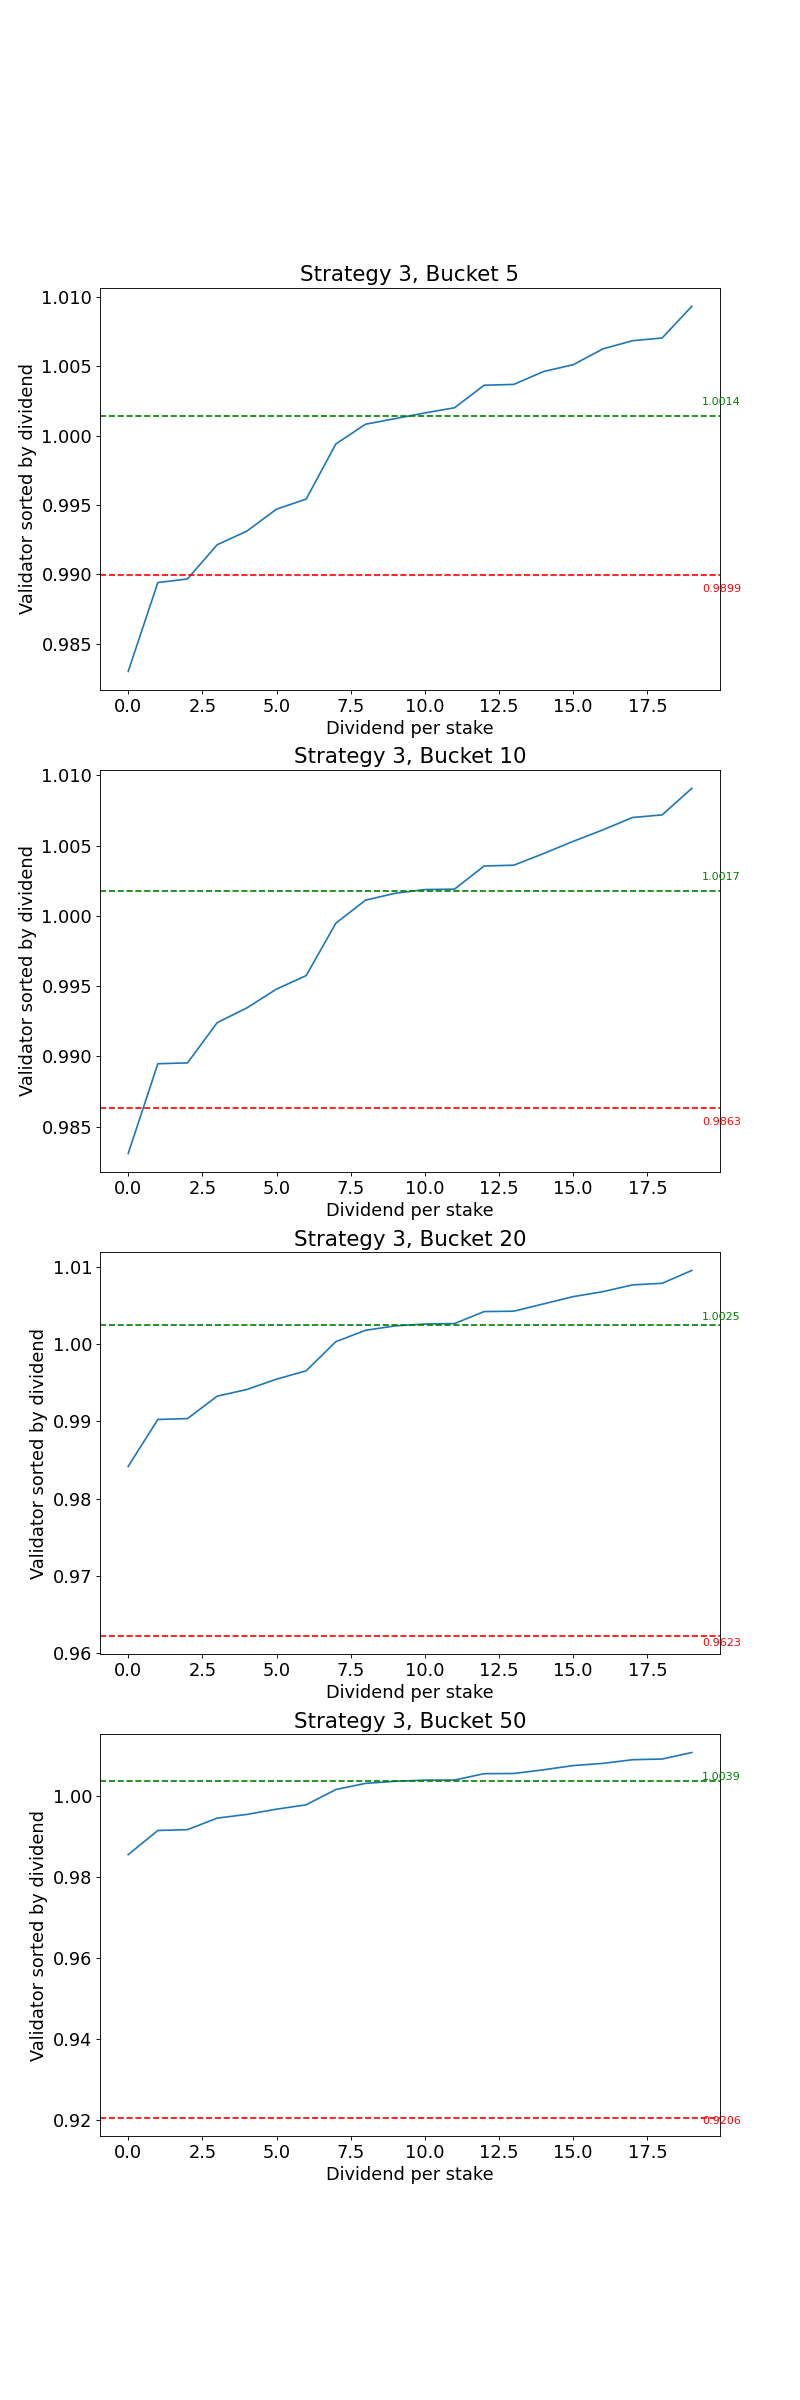 Strategy 3, Bucket 5
Validator sorted by dividend
1.010
1.005
1.000
0.995
0.990
0.985
1.0014
0.9899
0.0 2.5 5.0 7.5 10.0 12.5 15.0 17.5
Dividend per stake
Strategy 3, Bucket 10
Validator sorted by dividend
1.010
1.005
1.000
0.995
0.990
0.985
1.0017
0.9863
0.0 2.5 5.0 7.5 10.0 12.5 15.0 17.5
Dividend per stake
Strategy 3, Bucket 20
Validator sorted by dividend
1.01
1.00
0.99
0.98
0.97
0.96
1.0025
0.9623
0.0 2.5 5.0 7.5 10.0 12.5 15.0 17.5
Dividend per stake
Strategy 3, Bucket 50
Validator sorted by dividend
1.00
0.98
0.96
0.94
0.92
1.0039
0.9206
0.0 2.5 5.0 7.5 10.0 12.5 15.0 17.5
Dividend per stake